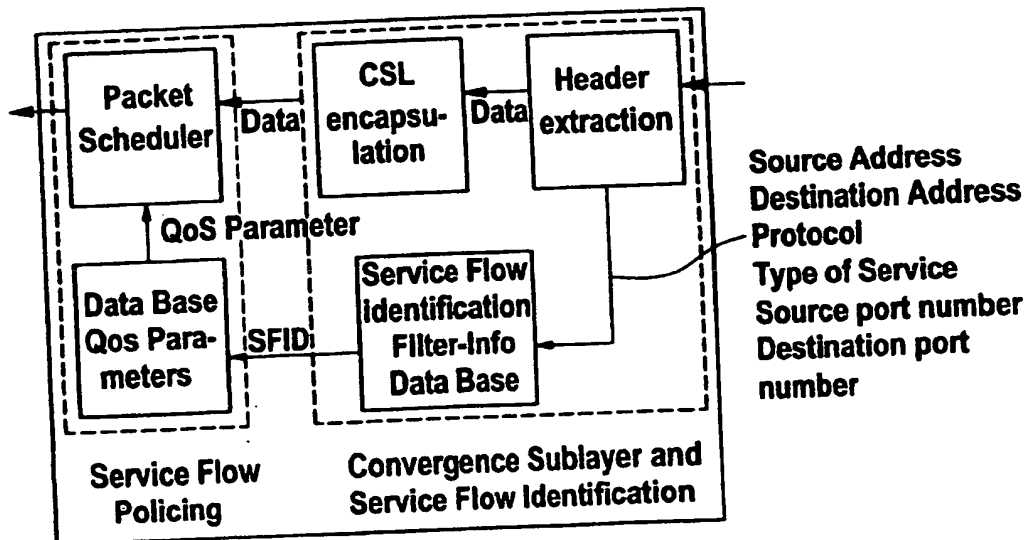 Packet
Scheduler
Data
CSL
encapsu-
lation
Data
Header
extraction
Source Address
Destination Address
Protocol
Type of Service
Source port number
Destination port
number
QoS Parameter
Data Base
Qos Para-
meters
SFID
Service Flow
identification
Filter-Info
Data Base
Service Flow
Policing
Convergence Sublayer and
Service Flow Identification